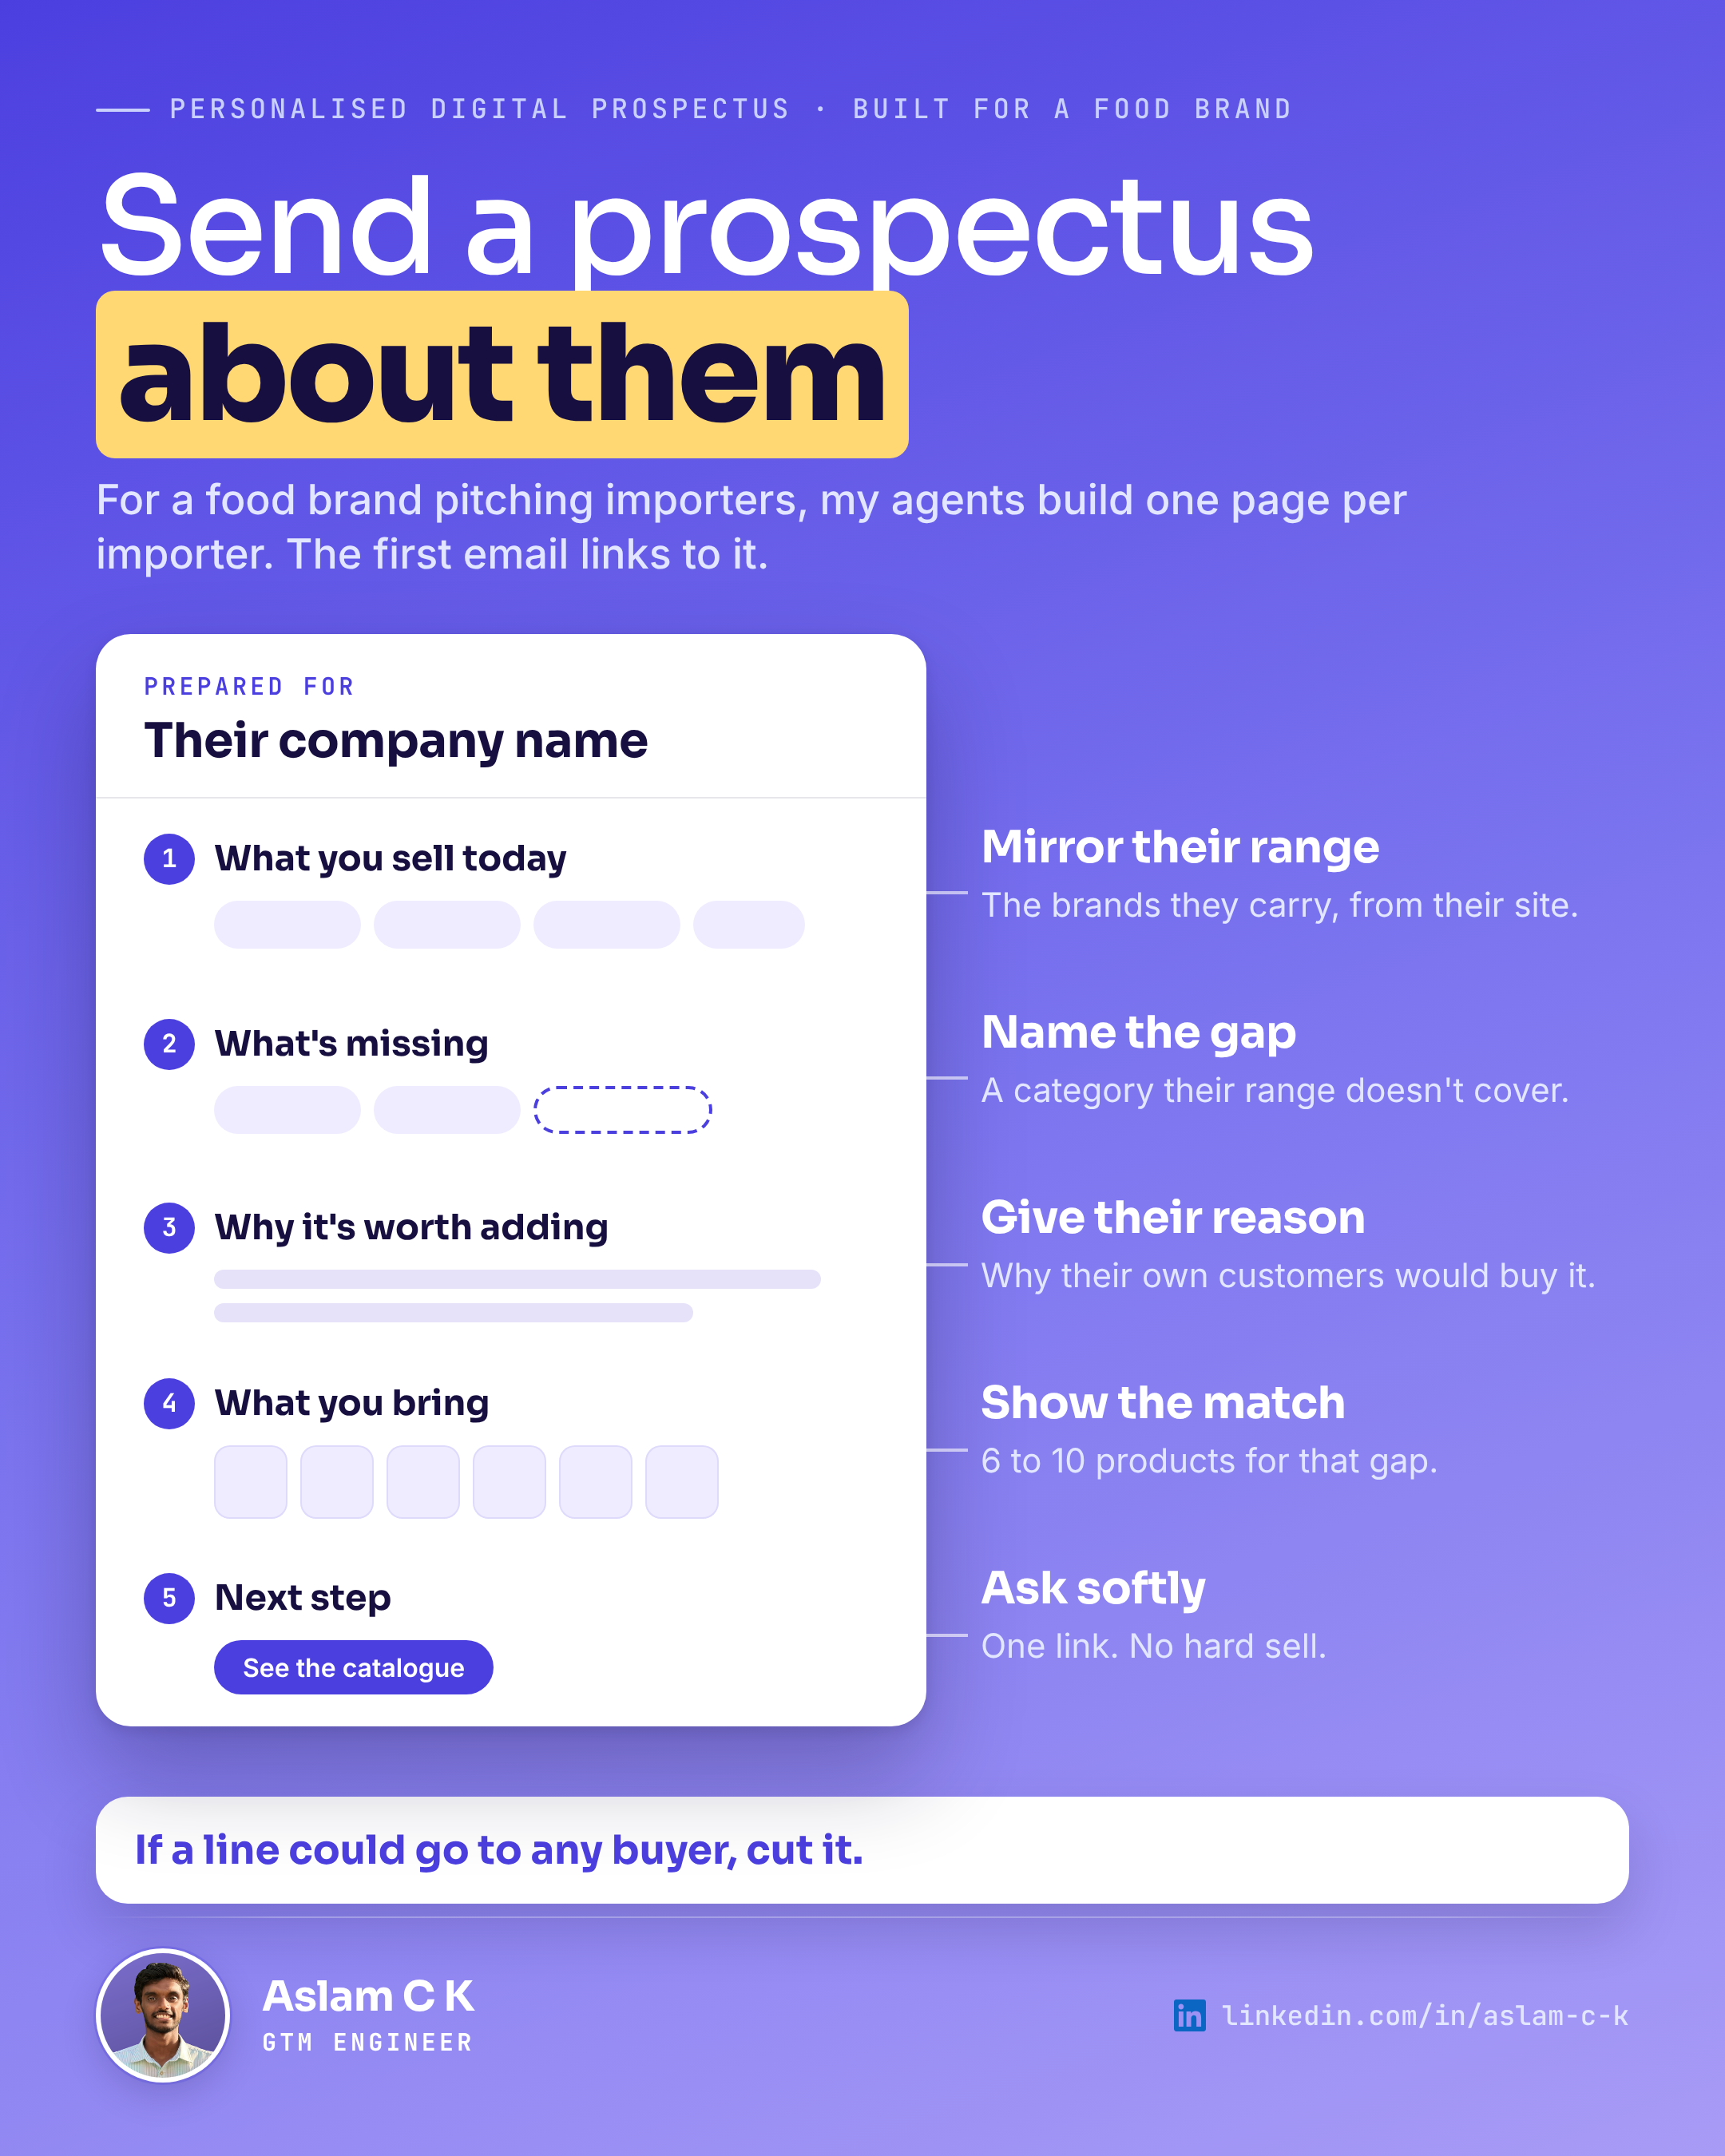 PERSONALISED DIGITAL PROSPECTUS · BUILT FOR A FOOD BRAND
Send a prospectus
about them
For a food brand pitching importers, my agents build one page per
importer. The first email links to it.
PREPARED FOR
Their company name
1 What you sell today
Mirror their range
The brands they carry, from their site.
2 What's missing
Name the gap
A category their range doesn't cover.
3 Why it's worth adding
Give their reason
Why their own customers would buy it.
4 What you bring
Show the match
6 to 10 products for that gap.
5 Next step
See the catalogue
Ask softly
One link. No hard sell.
If a line could go to any buyer, cut it.
Aslam C K
GTM ENGINEER
in linkedin.com/in/aslam-c-k